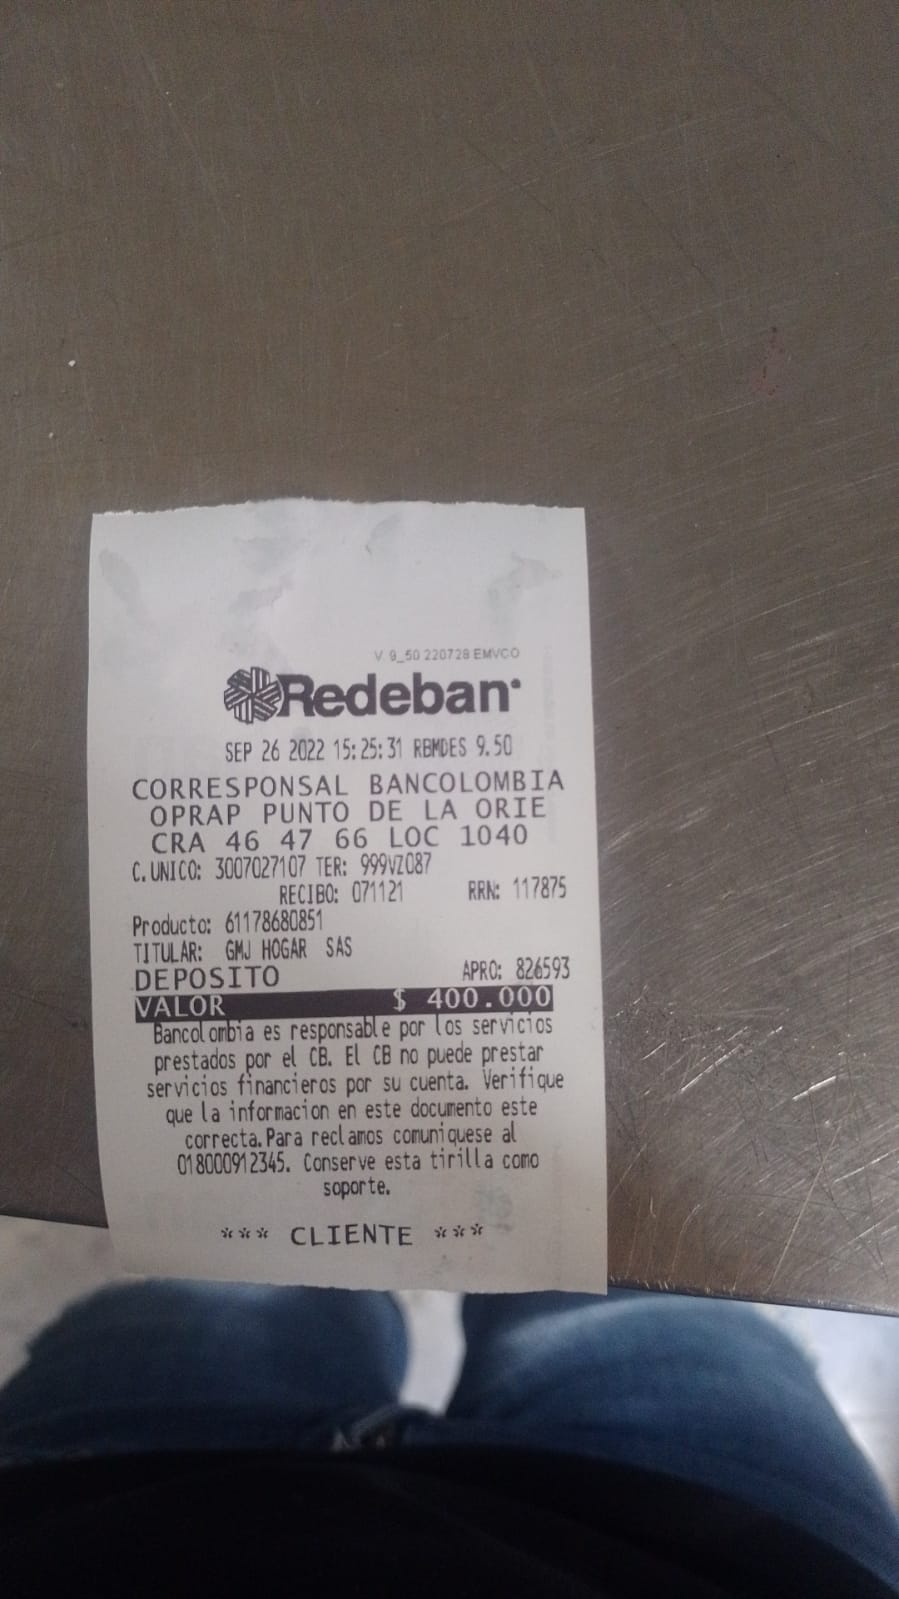 V. 9_50 220728 EMVCO
Redeban
SEP 26 2022 15:25:31 RBMDES 9.50
CORRESPONSAL BANCOLOMBIA
OPRAP PUNTO DE LA ORIE
CRA 46 47 66 LOC 1040
C.UNICO: 3007027107 TER: 999VZ087
RECIBO: 071121 RRN: 117875
Producto: 61178680851
TITULAR: GMJ HOGAR SAS
DEPOSITO APRO: 826593
VALOR $ 400.000
Bancolombia es responsable por los servicios
prestados por el CB. El CB no puede prestar
servicios financieros por su cuenta. Verifique
que la informacion en este documento este
correcta.Para reclamos comuniquese al
018000912345. Conserve esta tirilla como
soporte.
*** CLIENTE ***